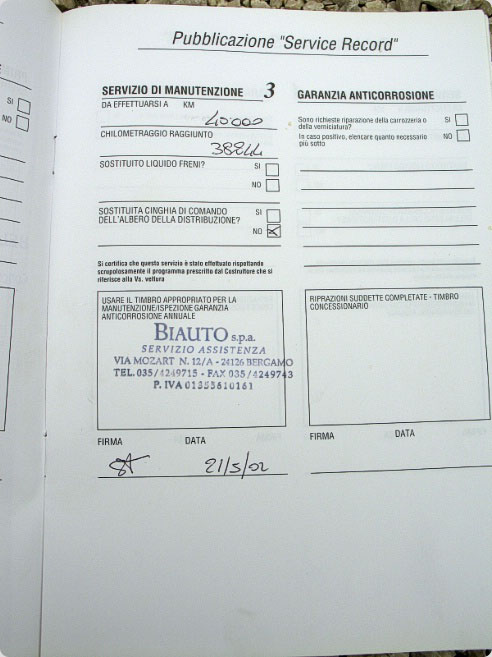 Pubblicazione "Service Record"
SERVIZIO DI MANUTENZIONE 3
DA EFFETTUARSI A KM
40000
CHILOMETRAGGIO RAGGIUNTO
38244
SOSTITUITO LIQUIDO FRENI? SI
NO
SOSTITUITA CINGHIA DI COMANDO SI
DELL'ALBERO DELLA DISTRIBUZIONE?
NO
Si certifica che questo servizio è stato effettuato rispettando
scrupolosamente il programma prescritto dal Costruttore che si
riferisce alla Vs. vettura
USARE IL TIMBRO APPROPRIATO PER LA
MANUTENZIONE/ISPEZIONE GARANZIA
ANTICORROSIONE ANNUALE
BIAUTO s.p.a.
SERVIZIO ASSISTENZA
VIA MOZART N. 12/A - 24126 BERGAMO
TEL. 035/4249715 - FAX 035/4249743
P. IVA 01353610161
FIRMA DATA
21/5/02
GARANZIA ANTICORROSIONE
Sono richieste riparazione della carrozzeria o SI
della verniciatura?
In caso positivo, elencare quanto necessario NO
più sotto
RIPRAZIONI SUDDETTE COMPLETATE - TIMBRO
CONCESSIONARIO
FIRMA DATA
SI
NO